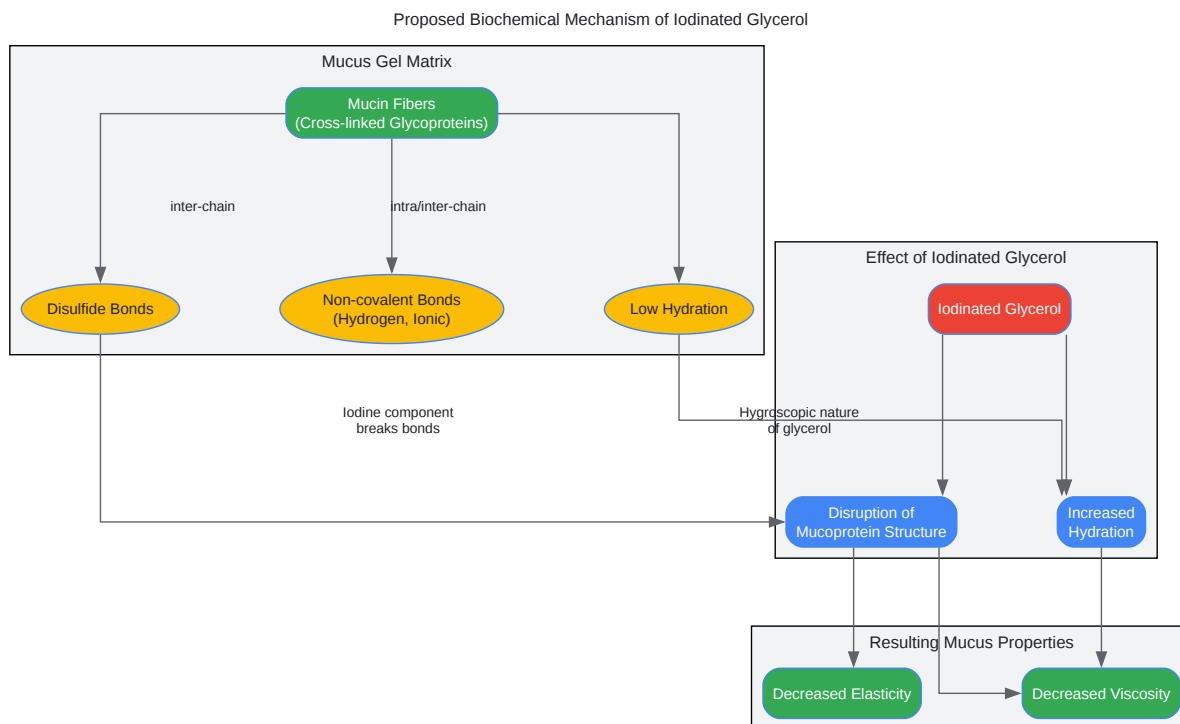 Proposed Biochemical Mechanism of Iodinated Glycerol
Mucus Gel Matrix
Mucin Fibers
(Cross-linked Glycoproteins)
inter-chain
intra/inter-chain
Disulfide Bonds
Non-covalent Bonds
(Hydrogen, Ionic)
Low Hydration
Effect of Iodinated Glycerol
Iodinated Glycerol
Iodine component
breaks bonds
Hygroscopic nature
of glycerol
Disruption of
Mucoprotein Structure
Increased
Hydration
Resulting Mucus Properties
Decreased Elasticity
Decreased Viscosity